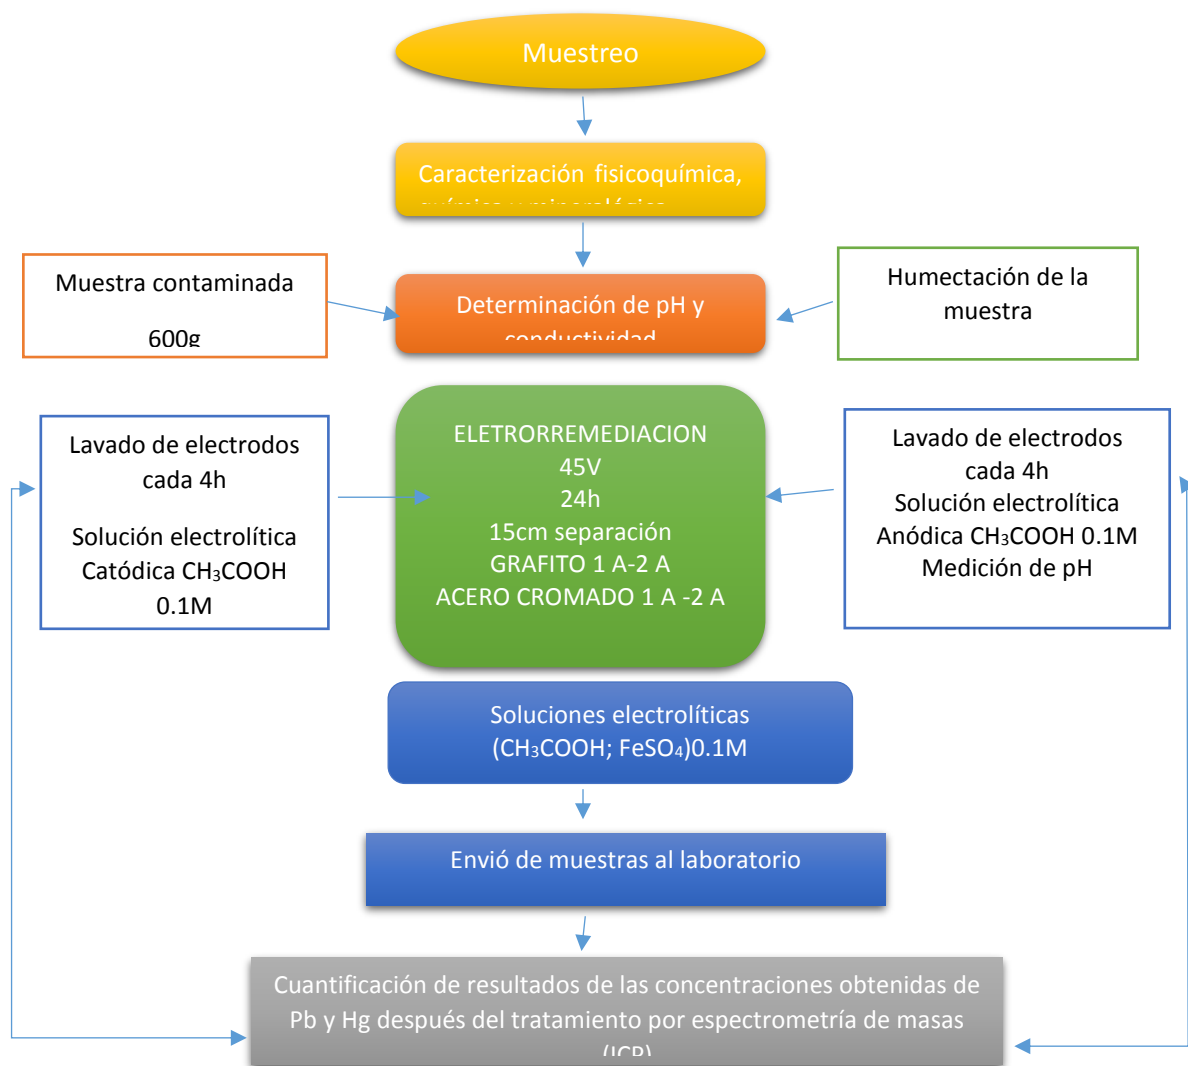 Muestreo
Caracterización fisicoquímica,
química y mineralógica
Muestra contaminada
600g
Determinación de pH y
conductividad
Humectación de la
muestra
Lavado de electrodos
cada 4h
Solución electrolítica
Catódica CH₃COOH
0.1M
ELETRORREMEDIACION
45V
24h
15cm separación
GRAFITO 1 A-2 A
ACERO CROMADO 1 A -2 A
Lavado de electrodos
cada 4h
Solución electrolítica
Anódica CH₃COOH 0.1M
Medición de pH
Soluciones electrolíticas
(CH₃COOH; FeSO₄)0.1M
Envió de muestras al laboratorio
Cuantificación de resultados de las concentraciones obtenidas de
Pb y Hg después del tratamiento por espectrometría de masas
(ICP)